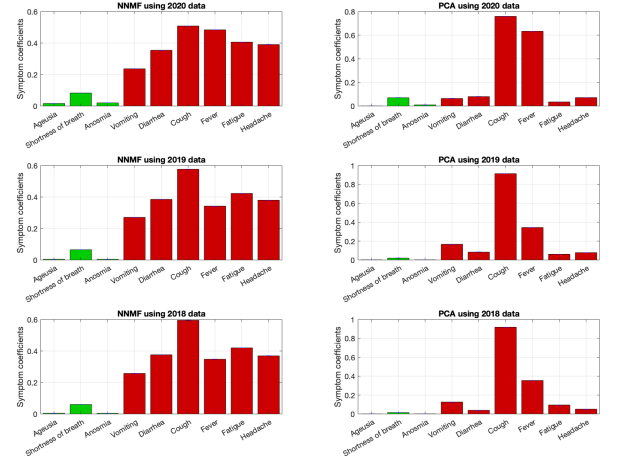 NNMF using 2020 data
Symptom coefficients
0.6
0.4
0.2
0
Ageusia
Shortness of breath
Anosmia
Vomiting
Diarrhea
Cough
Fever
Fatigue
Headache
PCA using 2020 data
Symptom coefficients
0.8
0.6
0.4
0.2
0
Ageusia
Shortness of breath
Anosmia
Vomiting
Diarrhea
Cough
Fever
Fatigue
Headache
NNMF using 2019 data
Symptom coefficients
0.6
0.4
0.2
0
Ageusia
Shortness of breath
Anosmia
Vomiting
Diarrhea
Cough
Fever
Fatigue
Headache
PCA using 2019 data
Symptom coefficients
1
0.8
0.6
0.4
0.2
0
Ageusia
Shortness of breath
Anosmia
Vomiting
Diarrhea
Cough
Fever
Fatigue
Headache
NNMF using 2018 data
Symptom coefficients
0.6
0.4
0.2
0
Ageusia
Shortness of breath
Anosmia
Vomiting
Diarrhea
Cough
Fever
Fatigue
Headache
PCA using 2018 data
Symptom coefficients
1
0.8
0.6
0.4
0.2
0
Ageusia
Shortness of breath
Anosmia
Vomiting
Diarrhea
Cough
Fever
Fatigue
Headache